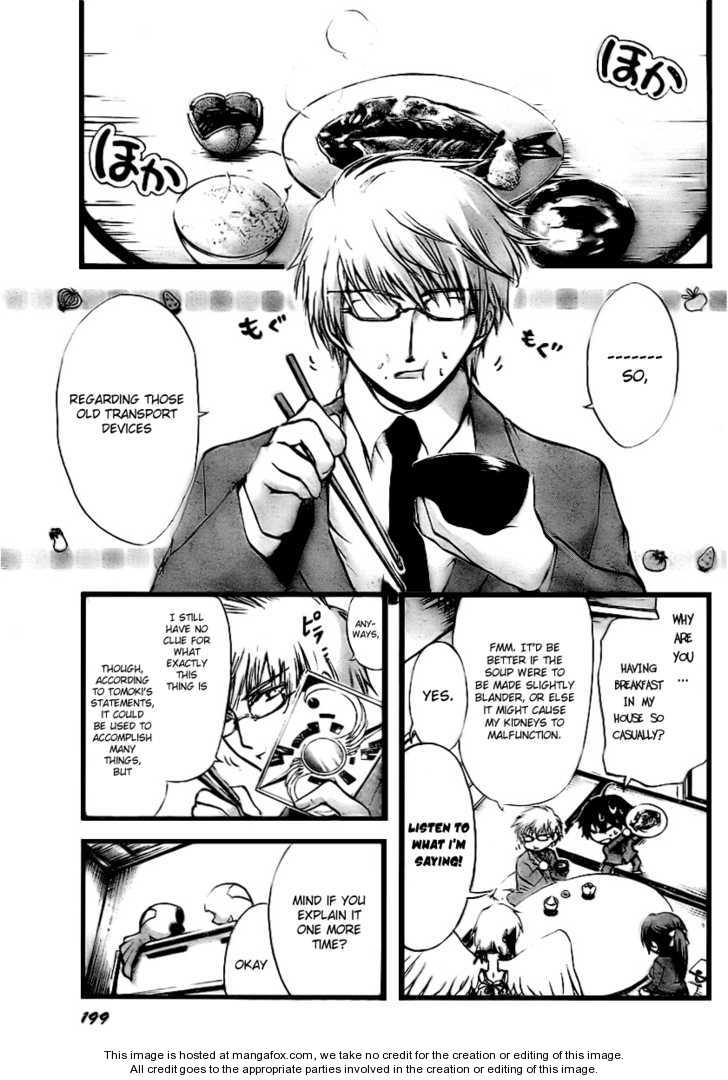 ほか
ほか
-------
SO,
もぐ
もぐ
REGARDING THOSE
OLD TRANSPORT
DEVICES
WHY
ARE
YOU
...
HAVING
BREAKFAST
IN MY
HOUSE SO
CASUALLY?
FMM. IT'D BE
BETTER IF THE
SOUP WERE TO
BE MADE SLIGHTLY
BLANDER, OR ELSE
IT MIGHT CAUSE
MY KIDNEYS TO
MALFUNCTION.
YES.
LISTEN TO
WHAT I'M
SAYING!
ANY-
WAYS,
ピラ
I STILL
HAVE NO
CLUE FOR
WHAT
EXACTLY
THIS
THING IS
THOUGH,
ACCORDING
TO TOMOKI'S
STATEMENTS,
IT COULD
BE USED TO
ACCOMPLISH
MANY
THINGS,
BUT
MIND IF YOU
EXPLAIN IT
ONE MORE
TIME?
OKAY
199
This image is hosted at mangafox.com, we take no credit for the creation or editing of this image.
All credit goes to the appropriate parties involved in the creation or editing of this image.